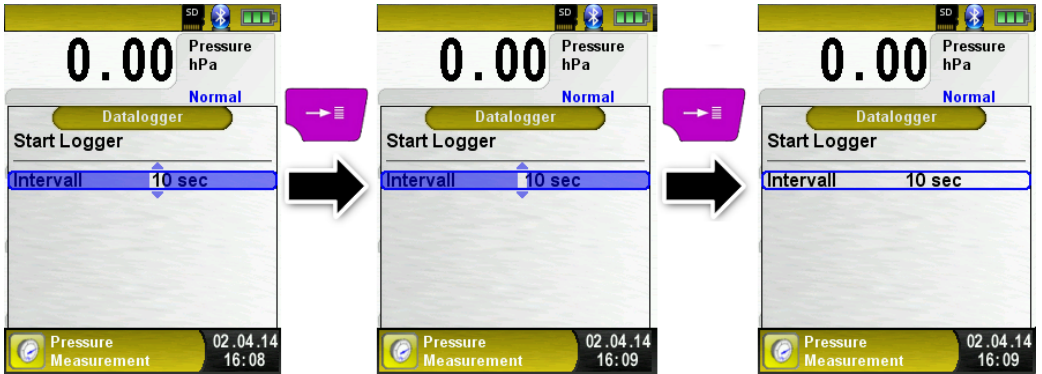 SD
0.00
Pressure
hPa
Normal
Datalogger
Start Logger
Intervall 10 sec
Pressure
Measurement
02.04.14
16:08
SD
0.00
Pressure
hPa
Normal
Datalogger
Start Logger
Intervall 10 sec
Pressure
Measurement
02.04.14
16:09
SD
0.00
Pressure
hPa
Normal
Datalogger
Start Logger
Intervall 10 sec
Pressure
Measurement
02.04.14
16:09